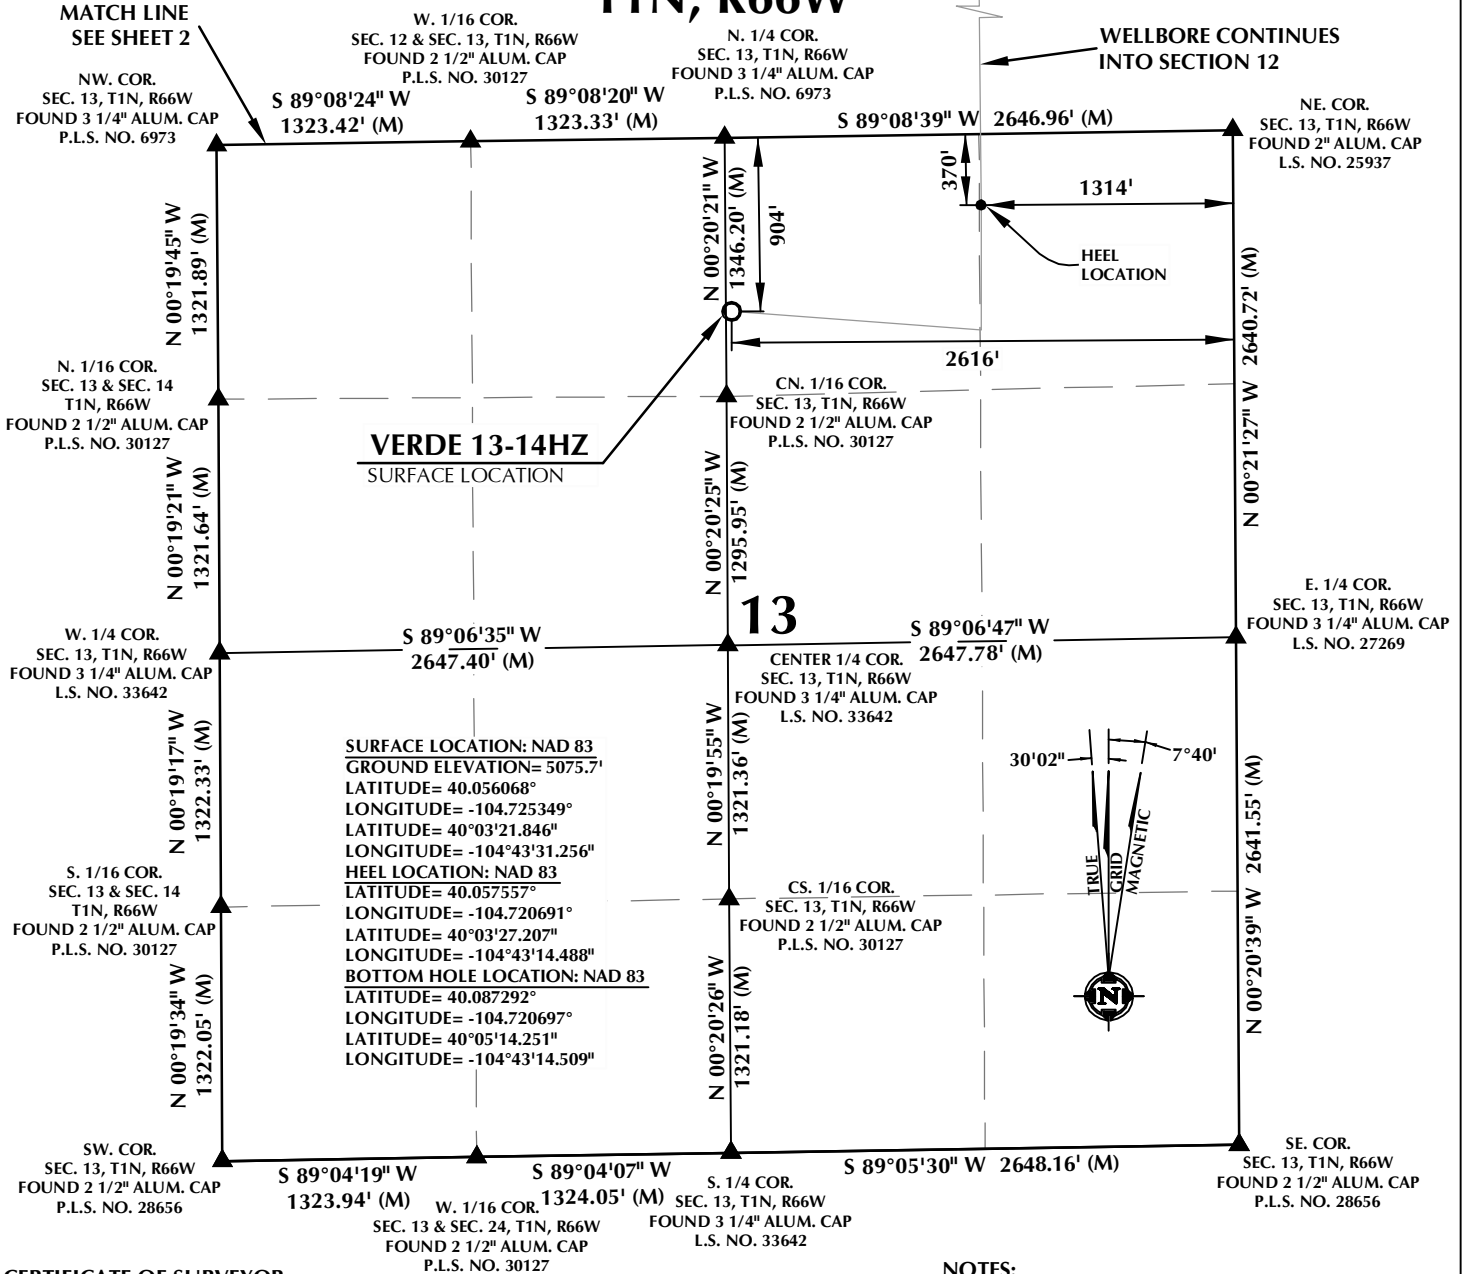 T1N, R66W
MATCH LINE
SEE SHEET 2
W. 1/16 COR.
SEC. 12 & SEC. 13, T1N, R66W
FOUND 2 1/2" ALUM. CAP
P.L.S. NO. 30127
N. 1/4 COR.
SEC. 13, T1N, R66W
FOUND 3 1/4" ALUM. CAP
P.L.S. NO. 6973
WELLBORE CONTINUES
INTO SECTION 12
NW. COR.
SEC. 13, T1N, R66W
FOUND 3 1/4" ALUM. CAP
P.L.S. NO. 6973
S 89°08'24" W
1323.42' (M)
S 89°08'20" W
1323.33' (M)
S 89°08'39" W 2646.96' (M)
NE. COR.
SEC. 13, T1N, R66W
FOUND 2" ALUM. CAP
L.S. NO. 25937
N 00°19'45" W
1321.89' (M)
N 00°20'21" W
1346.20' (M)
904'
370'
1314'
HEEL
LOCATION
N 00°21'27" W 2640.72' (M)
2616'
N. 1/16 COR.
SEC. 13 & SEC. 14
T1N, R66W
FOUND 2 1/2" ALUM. CAP
P.L.S. NO. 30127
CN. 1/16 COR.
SEC. 13, T1N, R66W
FOUND 2 1/2" ALUM. CAP
P.L.S. NO. 30127
VERDE 13-14HZ
SURFACE LOCATION
N 00°19'21" W
1321.64' (M)
N 00°20'25" W
1295.95' (M)
13
E. 1/4 COR.
SEC. 13, T1N, R66W
FOUND 3 1/4" ALUM. CAP
L.S. NO. 27269
W. 1/4 COR.
SEC. 13, T1N, R66W
FOUND 3 1/4" ALUM. CAP
L.S. NO. 33642
S 89°06'35" W
2647.40' (M)
S 89°06'47" W
2647.78' (M)
CENTER 1/4 COR.
SEC. 13, T1N, R66W
FOUND 3 1/4" ALUM. CAP
L.S. NO. 33642
N 00°19'17" W
1322.33' (M)
SURFACE LOCATION: NAD 83
GROUND ELEVATION= 5075.7'
LATITUDE= 40.056068°
LONGITUDE= -104.725349°
LATITUDE= 40°03'21.846"
LONGITUDE= -104°43'31.256"
HEEL LOCATION: NAD 83
LATITUDE= 40.057557°
LONGITUDE= -104.720691°
LATITUDE= 40°03'27.207"
LONGITUDE= -104°43'14.488"
BOTTOM HOLE LOCATION: NAD 83
LATITUDE= 40.087292°
LONGITUDE= -104.720697°
LATITUDE= 40°05'14.251"
LONGITUDE= -104°43'14.509"
N 00°19'55" W
1321.36' (M)
30'02"
7°40'
TRUE
GRID
MAGNETIC
N
N 00°20'39" W 2641.55' (M)
S. 1/16 COR.
SEC. 13 & SEC. 14
T1N, R66W
FOUND 2 1/2" ALUM. CAP
P.L.S. NO. 30127
CS. 1/16 COR.
SEC. 13, T1N, R66W
FOUND 2 1/2" ALUM. CAP
P.L.S. NO. 30127
N 00°19'34" W
1322.05' (M)
N 00°20'26" W
1321.18' (M)
SW. COR.
SEC. 13, T1N, R66W
FOUND 2 1/2" ALUM. CAP
P.L.S. NO. 28656
S 89°04'19" W
1323.94' (M)
S 89°04'07" W
1324.05' (M)
S 89°05'30" W 2648.16' (M)
SE. COR.
SEC. 13, T1N, R66W
FOUND 2 1/2" ALUM. CAP
P.L.S. NO. 28656
W. 1/16 COR.
SEC. 13 & SEC. 24, T1N, R66W
FOUND 2 1/2" ALUM. CAP
P.L.S. NO. 30127
S. 1/4 COR.
SEC. 13, T1N, R66W
FOUND 3 1/4" ALUM. CAP
L.S. NO. 33642
CERTIFICATE OF SURVEYOR
NOTES: